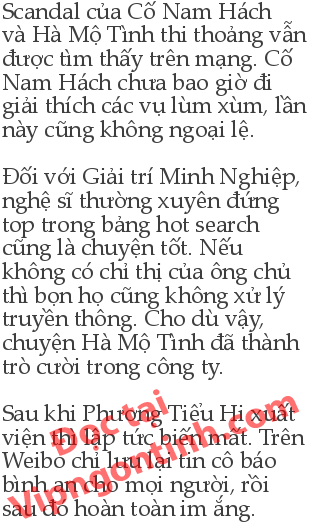 Scandal của Cố Nam Hách
và Hà Mộ Tình thi thoảng vẫn
được tìm thấy trên mạng. Cố
Nam Hách chưa bao giờ đi
giải thích các vụ lùm xùm, lần
này cũng không ngoại lệ.
Đối với Giải trí Minh Nghiệp,
nghệ sĩ thường xuyên đứng
top trong bảng hot search
cũng là chuyện tốt. Nếu
không có chỉ thị của ông chủ
thì bọn họ cũng không xử lý
truyền thông. Cho dù vậy,
chuyện Hà Mộ Tình đã thành
trò cười trong công ty.
Sau khi Phương Tiểu Hi xuất
viện thì lập tức biến mất. Trên
Weibo chỉ lưu lại tin cô báo
bình an cho mọi người, rồi
sau đó hoàn toàn im ắng.
Đọc tại
Vipngontinh.com